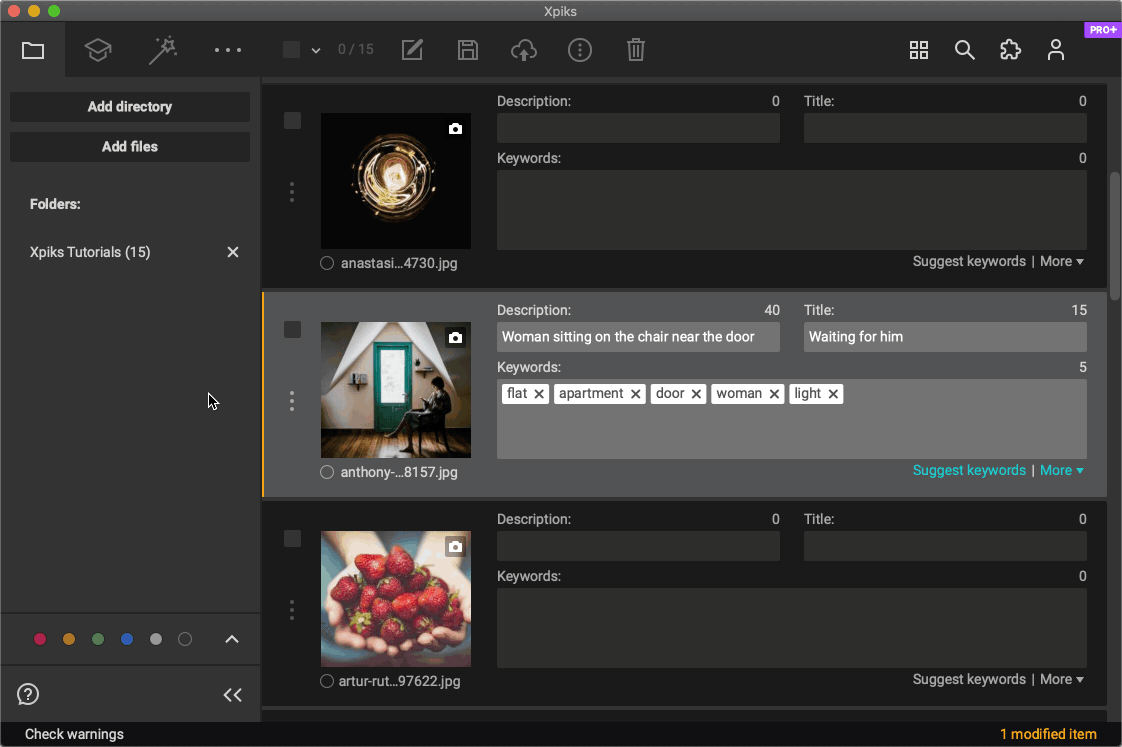 Xpiks
PRO+
0 / 15
Add directory
Add files
Folders:
Xpiks Tutorials (15)
Description: 0 Title: 0
Keywords: 0
anastasi...4730.jpg
Suggest keywords | More
Description: 40 Title: 15
Woman sitting on the chair near the door Waiting for him
Keywords: 5
flat apartment door woman light
anthony-...8157.jpg
Suggest keywords | More
Description: 0 Title: 0
Keywords: 0
artur-rut...97622.jpg
Suggest keywords | More
Check warnings 1 modified item